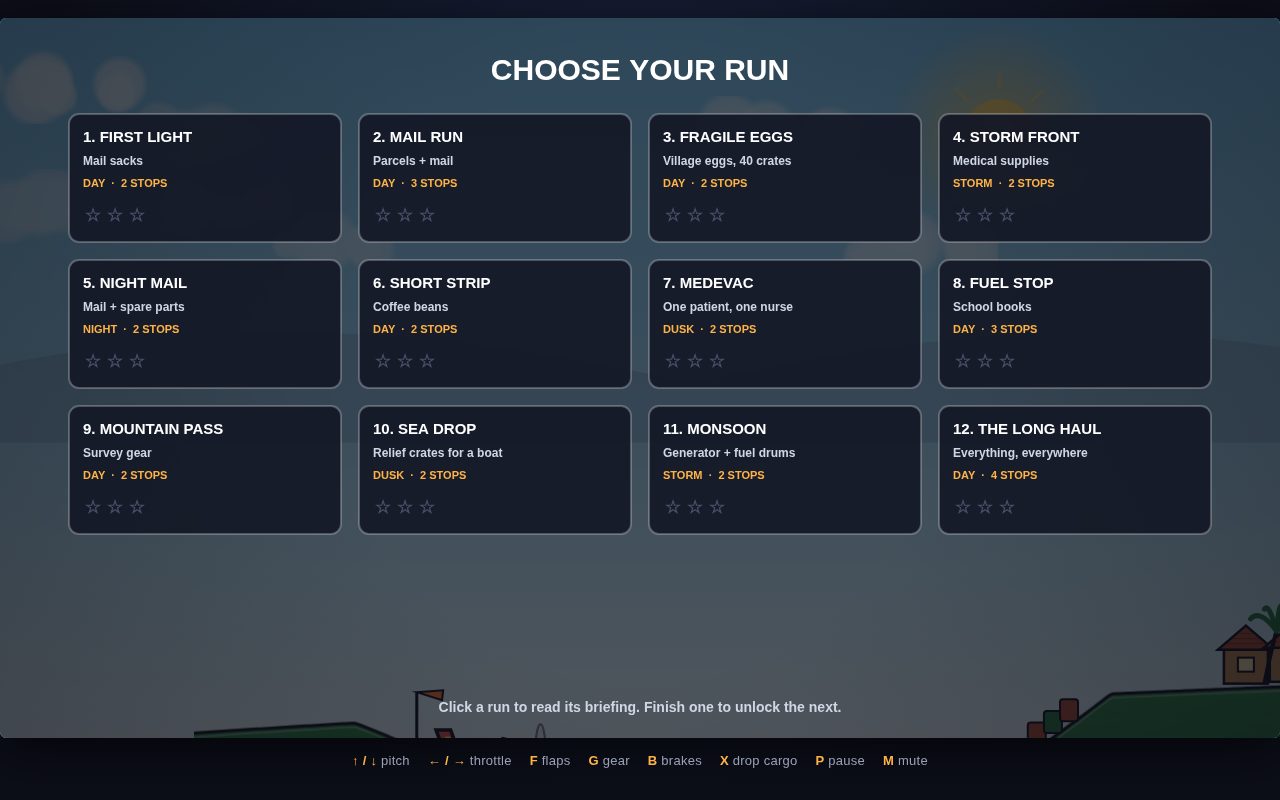 CHOOSE YOUR RUN
1. FIRST LIGHT
Mail sacks
DAY · 2 STOPS
2. MAIL RUN
Parcels + mail
DAY · 3 STOPS
3. FRAGILE EGGS
Village eggs, 40 crates
DAY · 2 STOPS
4. STORM FRONT
Medical supplies
STORM · 2 STOPS
5. NIGHT MAIL
Mail + spare parts
NIGHT · 2 STOPS
6. SHORT STRIP
Coffee beans
DAY · 2 STOPS
7. MEDEVAC
One patient, one nurse
DUSK · 2 STOPS
8. FUEL STOP
School books
DAY · 3 STOPS
9. MOUNTAIN PASS
Survey gear
DAY · 2 STOPS
10. SEA DROP
Relief crates for a boat
DUSK · 2 STOPS
11. MONSOON
Generator + fuel drums
STORM · 2 STOPS
12. THE LONG HAUL
Everything, everywhere
DAY · 4 STOPS
Click a run to read its briefing. Finish one to unlock the next.
↑ / ↓ pitch ← / → throttle F flaps G gear B brakes X drop cargo P pause M mute